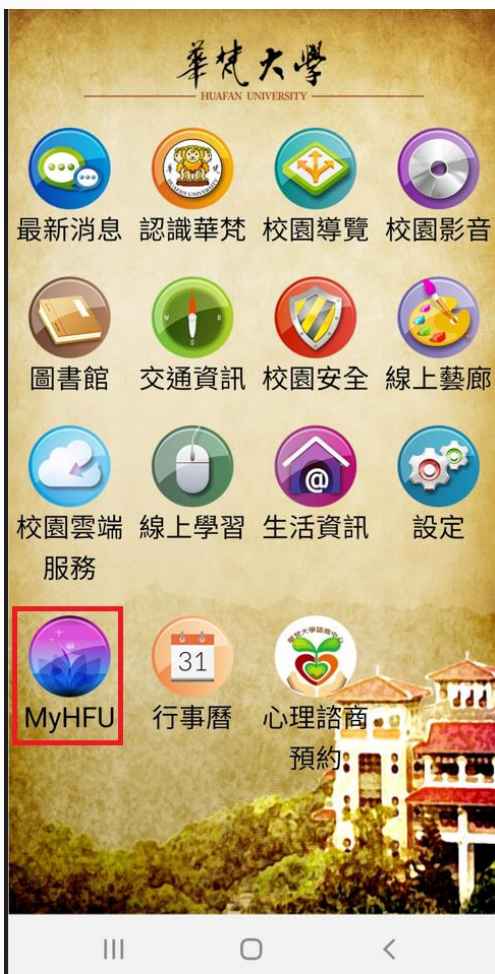 華梵大學
HUAFAN UNIVERSITY
最新消息 認識華梵 校園導覽 校園影音
W E
S
圖書館 交通資訊 校園安全 線上藝廊
@
校園雲端 線上學習 生活資訊 設定
服務
31
MyHFU 行事曆 心理諮商
預約